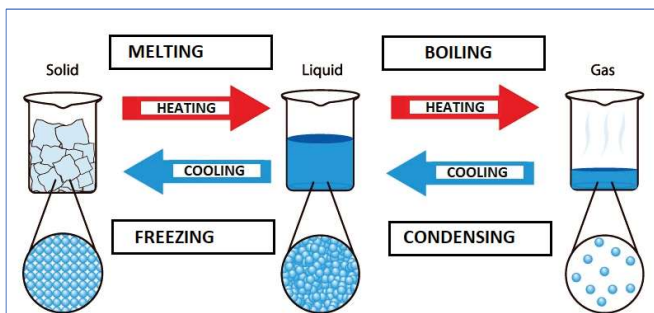 MELTING
BOILING
Solid
Liquid
Gas
HEATING
HEATING
COOLING
COOLING
FREEZING
CONDENSING